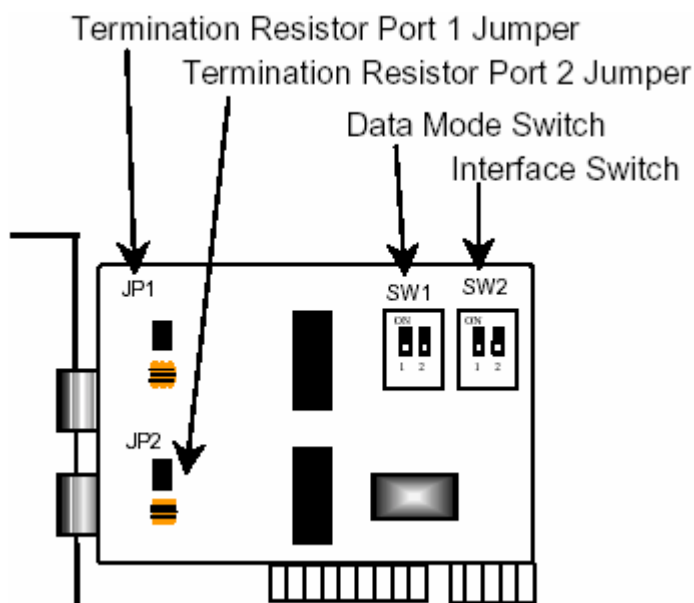 Termination Resistor Port 1 Jumper
Termination Resistor Port 2 Jumper
Data Mode Switch
Interface Switch
JP1
SW1
SW2
ON
1 2
ON
1 2
JP2